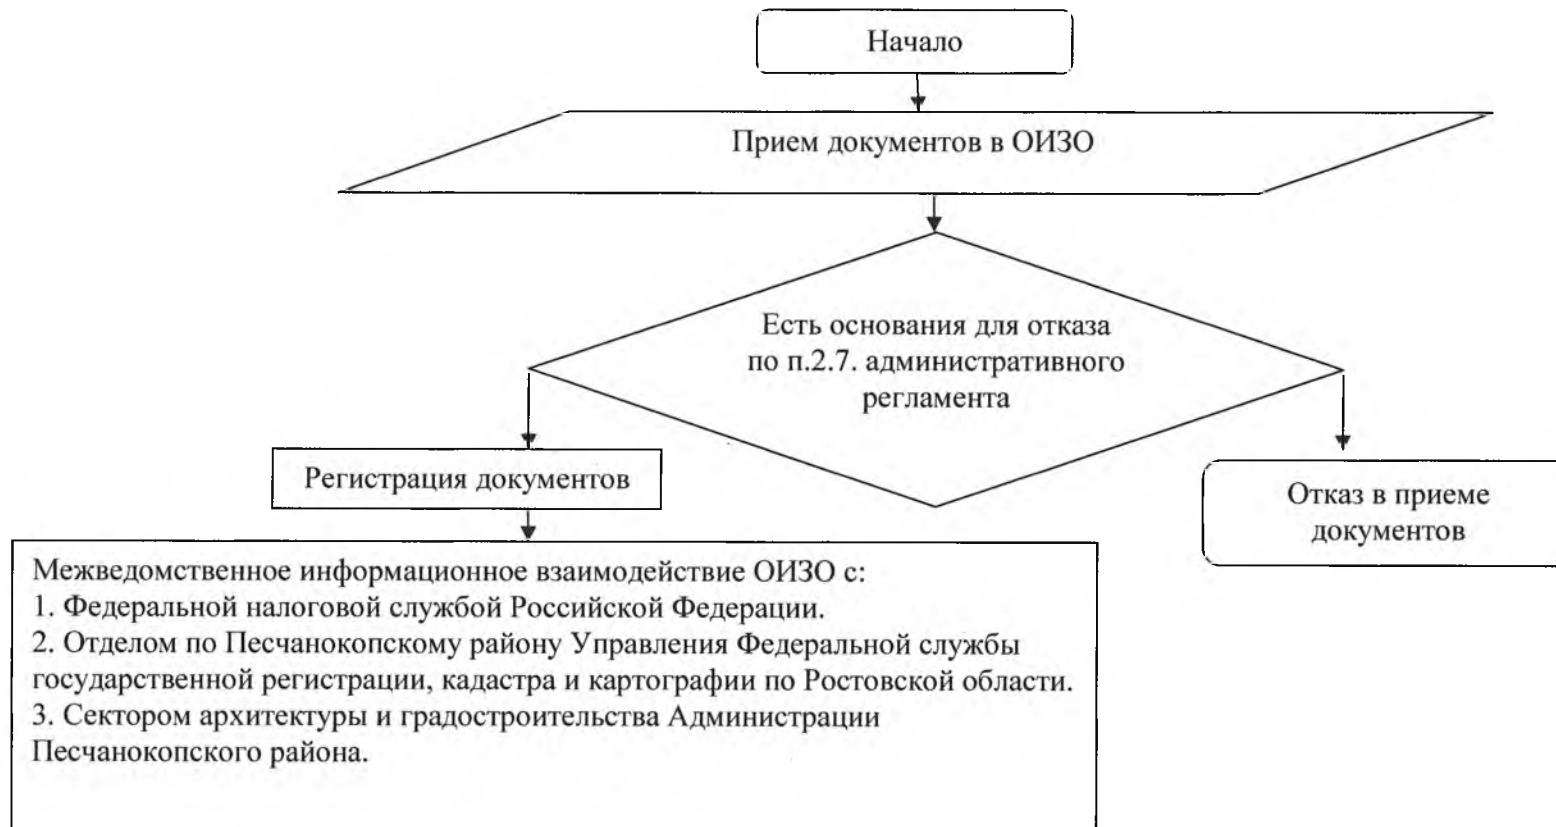 Начало
Прием документов в ОИЗО
Есть основания для отказа
по п.2.7. административного
регламента
Регистрация документов
Отказ в приеме
документов
Межведомственное информационное взаимодействие ОИЗО с:
1. Федеральной налоговой службой Российской Федерации.
2. Отделом по Песчанокопскому району Управления Федеральной службы
государственной регистрации, кадастра и картографии по Ростовской области.
3. Сектором архитектуры и градостроительства Администрации
Песчанокопского района.